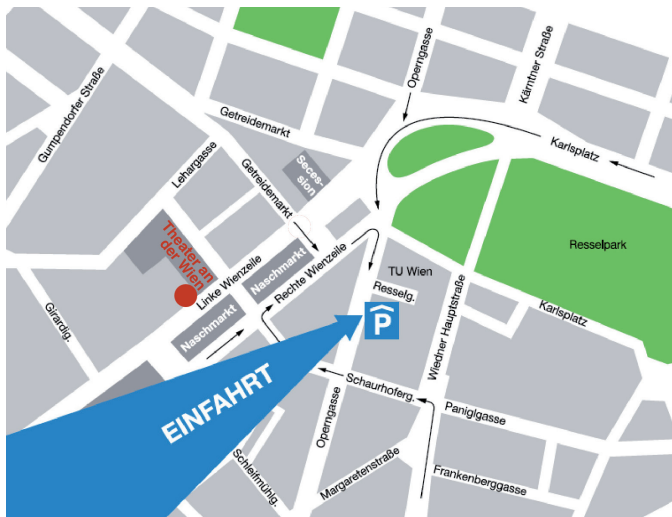 Gumpendorfer Straße
Operngasse
Kärntner Straße
Getreidemarkt
Karlsplatz
Lehargasse
Getreidemarkt
Seces-
sion
Resselpark
Theater an
der Wien
Linke Wienzeile
Naschmarkt
Rechte Wienzeile
TU Wien
Resselg.
Naschmarkt
Girardig.
Wiedner Hauptstraße
Karlsplatz
P
EINFAHRT
Schaurhoferg.
Operngasse
Paniglgasse
Schleifmühlg.
Margaretenstraße
Frankenberggasse